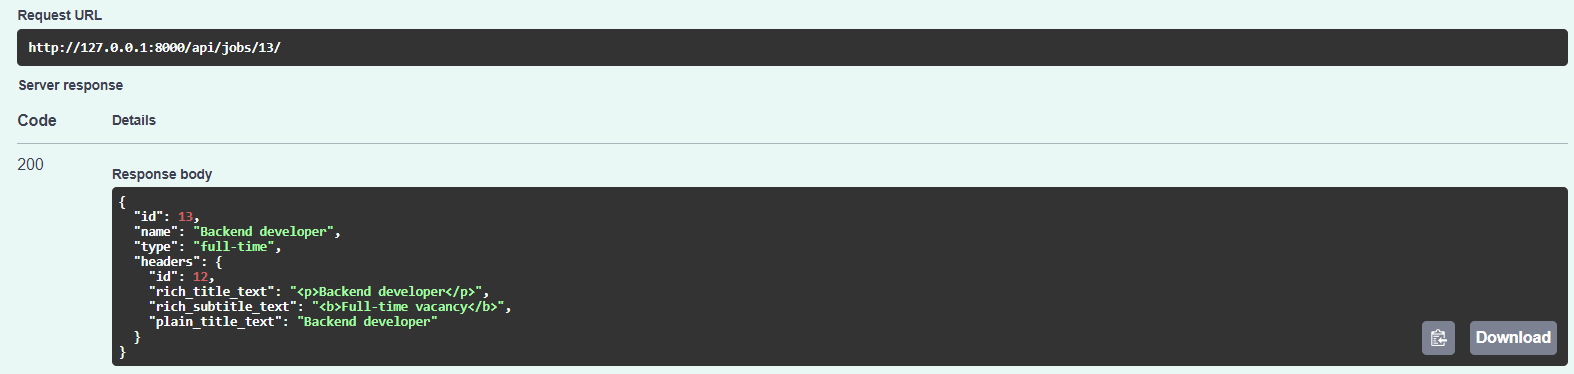 Request URL
http://127.0.0.1:8000/api/jobs/13/
Server response
Code Details
200
Response body
{
  "id": 13,
  "name": "Backend developer",
  "type": "full-time",
  "headers": {
    "id": 12,
    "rich_title_text": "<p>Backend developer</p>",
    "rich_subtitle_text": "<b>Full-time vacancy</b>",
    "plain_title_text": "Backend developer"
  }
}
Download